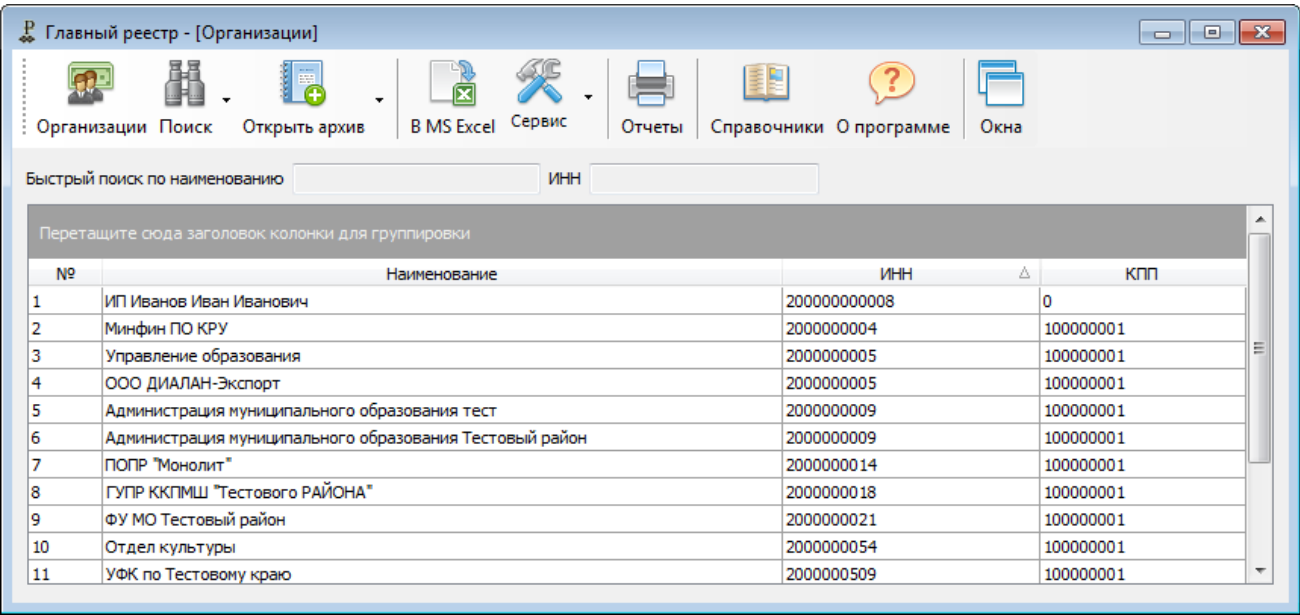 Главный реестр - [Организации]
Организации Поиск Открыть архив В MS Excel Сервис Отчеты Справочники О программе Окна
Быстрый поиск по наименованию ИНН
Перетащите сюда заголовок колонки для группировки
№ Наименование ИНН КПП
1 ИП Иванов Иван Иванович 200000000008 0
2 Минфин ПО КРУ 2000000004 100000001
3 Управление образования 2000000005 100000001
4 ООО ДИАЛАН-Экспорт 2000000005 100000001
5 Администрация муниципального образования тест 2000000009 100000001
6 Администрация муниципального образования Тестовый район 2000000009 100000001
7 ПОПР "Монолит" 2000000014 100000001
8 ГУПР ККПМШ "Тестового РАЙОНА" 2000000018 100000001
9 ФУ МО Тестовый район 2000000021 100000001
10 Отдел культуры 2000000054 100000001
11 УФК по Тестовому краю 2000000509 100000001